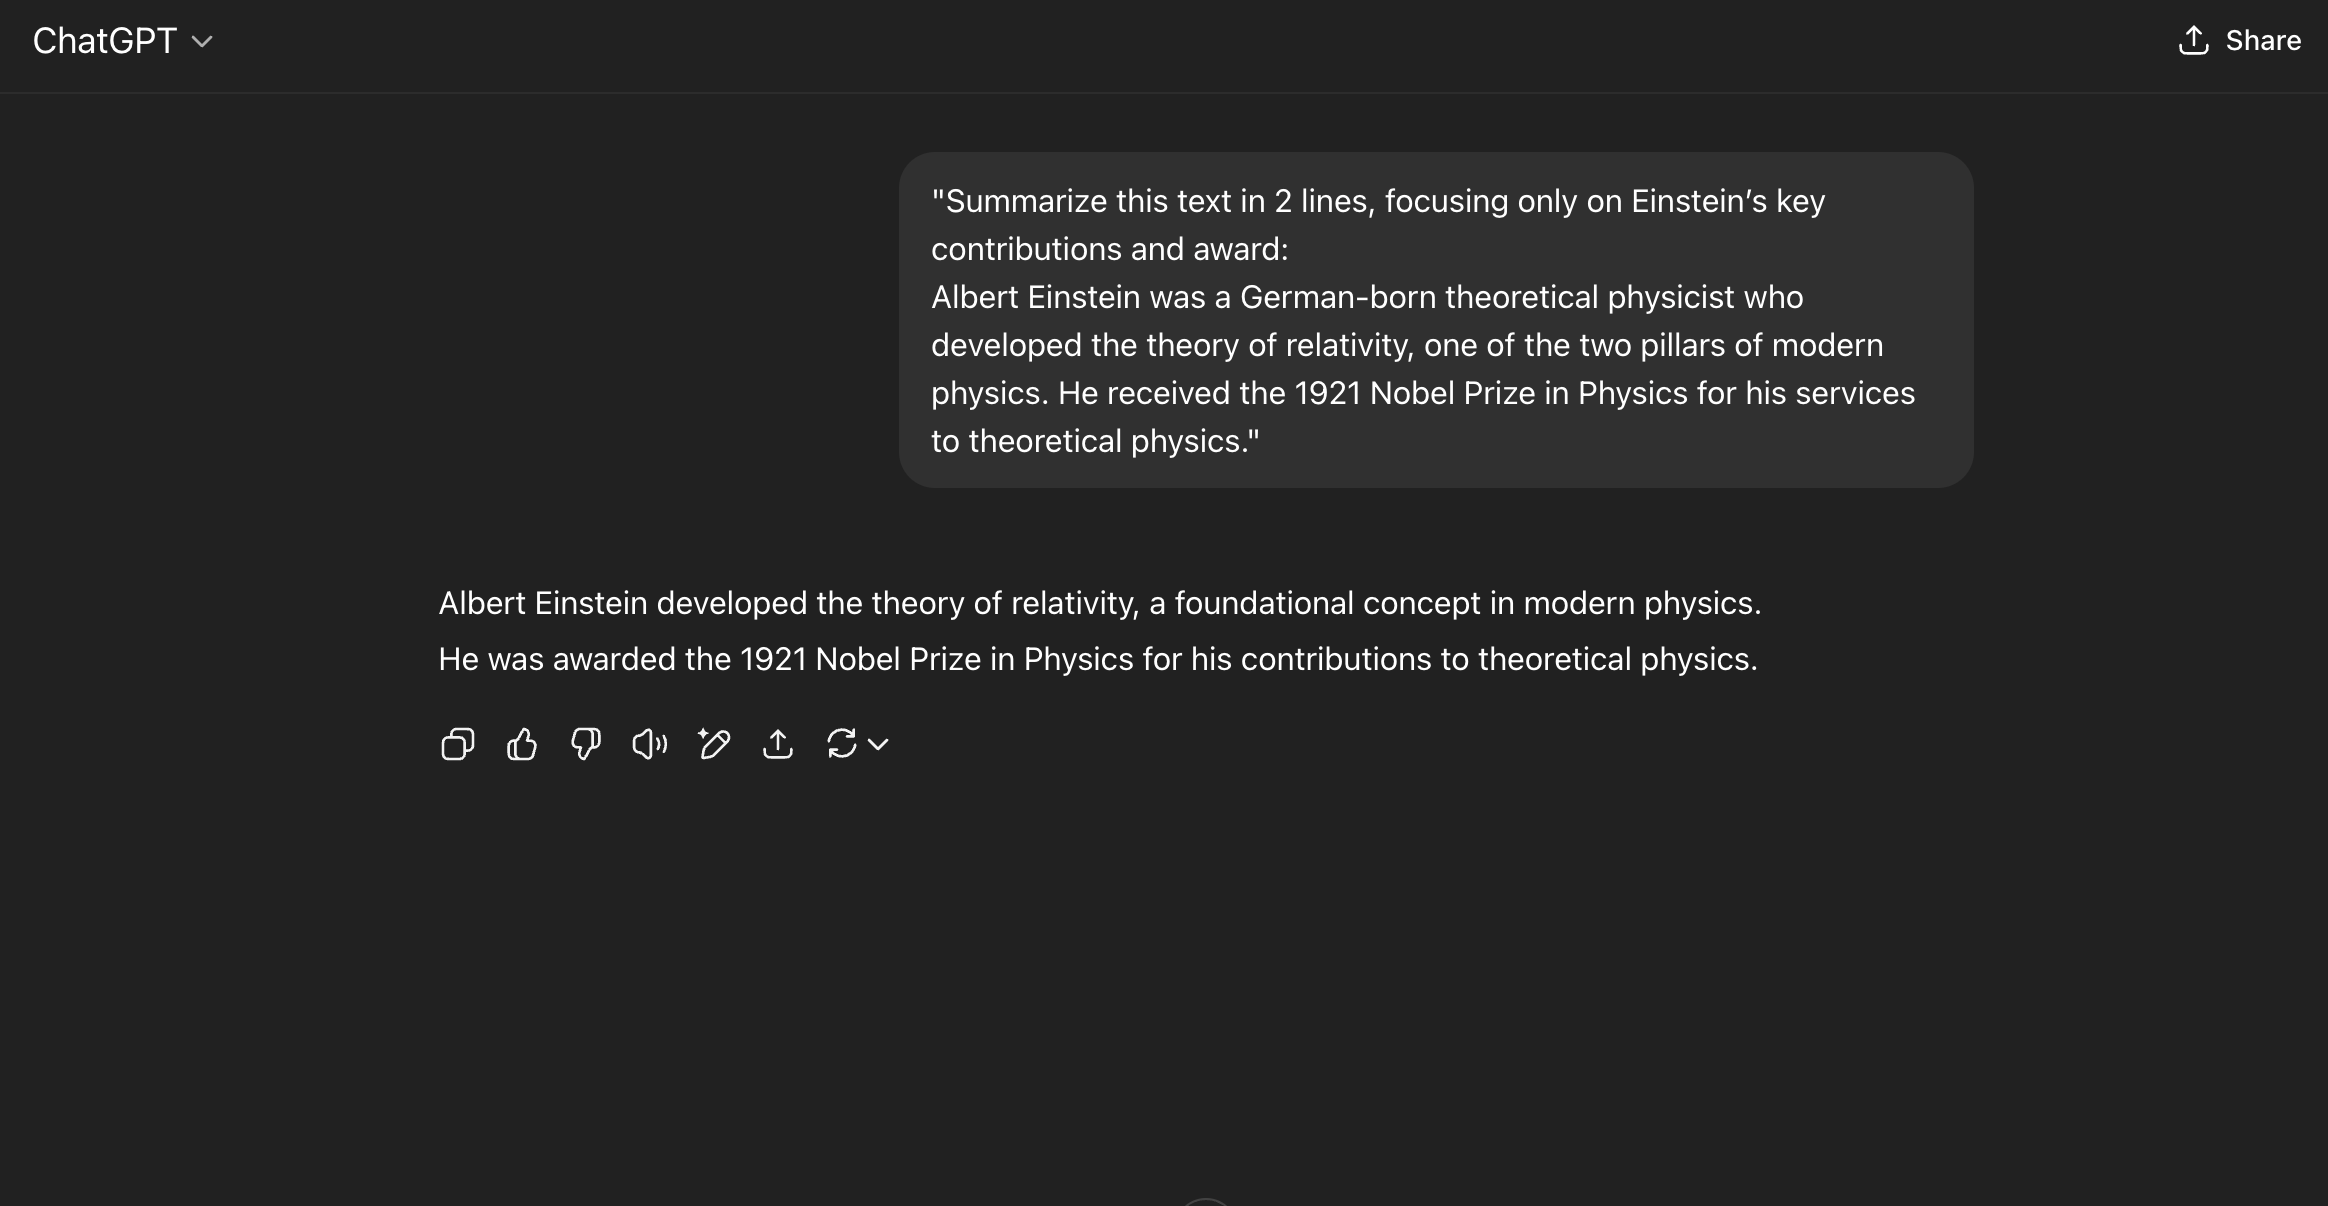 ChatGPT
Share
"Summarize this text in 2 lines, focusing only on Einstein’s key
contributions and award:
Albert Einstein was a German-born theoretical physicist who
developed the theory of relativity, one of the two pillars of modern
physics. He received the 1921 Nobel Prize in Physics for his services
to theoretical physics."
Albert Einstein developed the theory of relativity, a foundational concept in modern physics.
He was awarded the 1921 Nobel Prize in Physics for his contributions to theoretical physics.